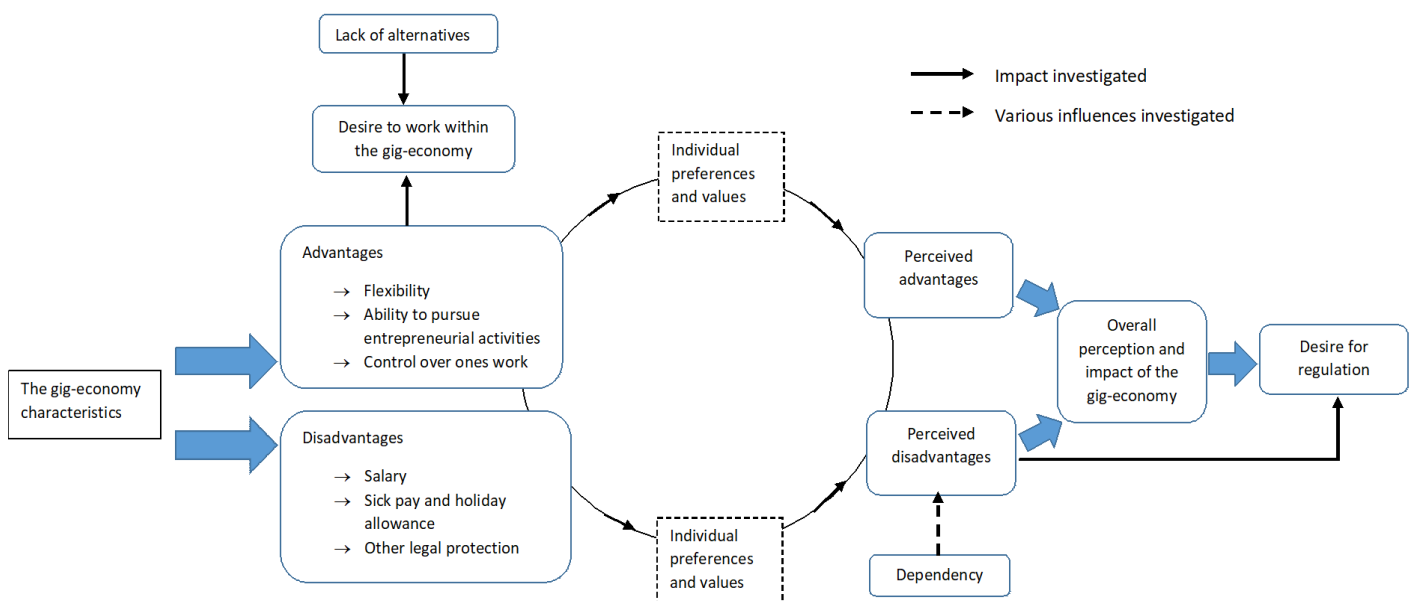 Lack of alternatives
Desire to work within
the gig-economy
Impact investigated
Various influences investigated
Individual
preferences
and values
Advantages
→ Flexibility
→ Ability to pursue
entrepreneurial activities
→ Control over ones work
Perceived
advantages
The gig-economy
characteristics
Overall
perception and
impact of the
gig-economy
Desire for
regulation
Disadvantages
→ Salary
→ Sick pay and holiday
allowance
→ Other legal protection
Perceived
disadvantages
Individual
preferences
and values
Dependency